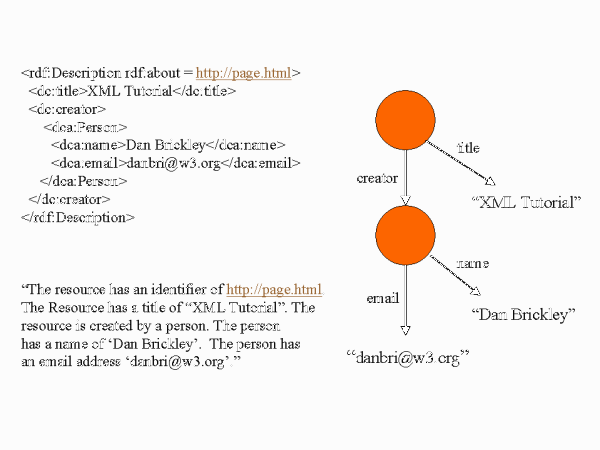 <rdf:Description rdf:about = http://page.html>
<dc:title>XML Tutorial</dc:title>
<dc:creator>
<dca:Person>
<dca:name>Dan Brickley</dca:name>
<dca:email>danbri@w3.org</dca:email>
</dca:Person>
</dc:creator>
</rdf:Description>
“The resource has an identifier of http://page.html
The Resource has a title of “XML Tutorial”. The
resource is created by a person. The person
has a name of ‘Dan Brickley’. The person has
an email address ‘danbri@w3.org’.”
title
creator
“XML Tutorial”
name
email
“Dan Brickley”
“danbri@w3.org”